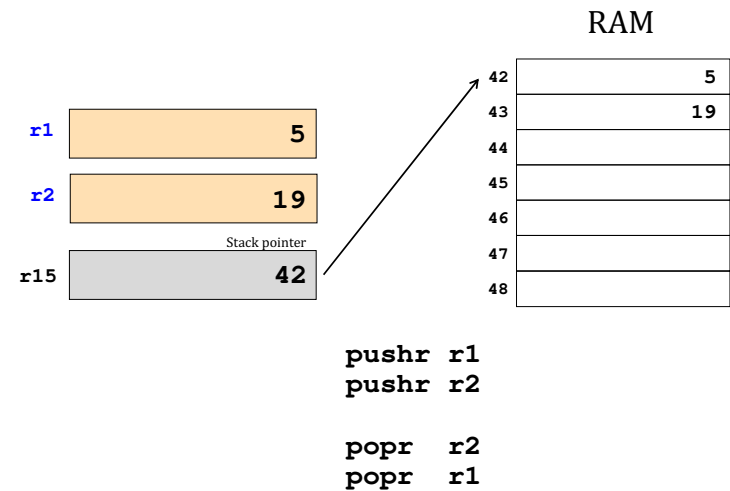 RAM
42 5
43 19
44
45
46
47
48
r1 5
r2 19
Stack pointer
r15 42
pushr r1
pushr r2
popr r2
popr r1